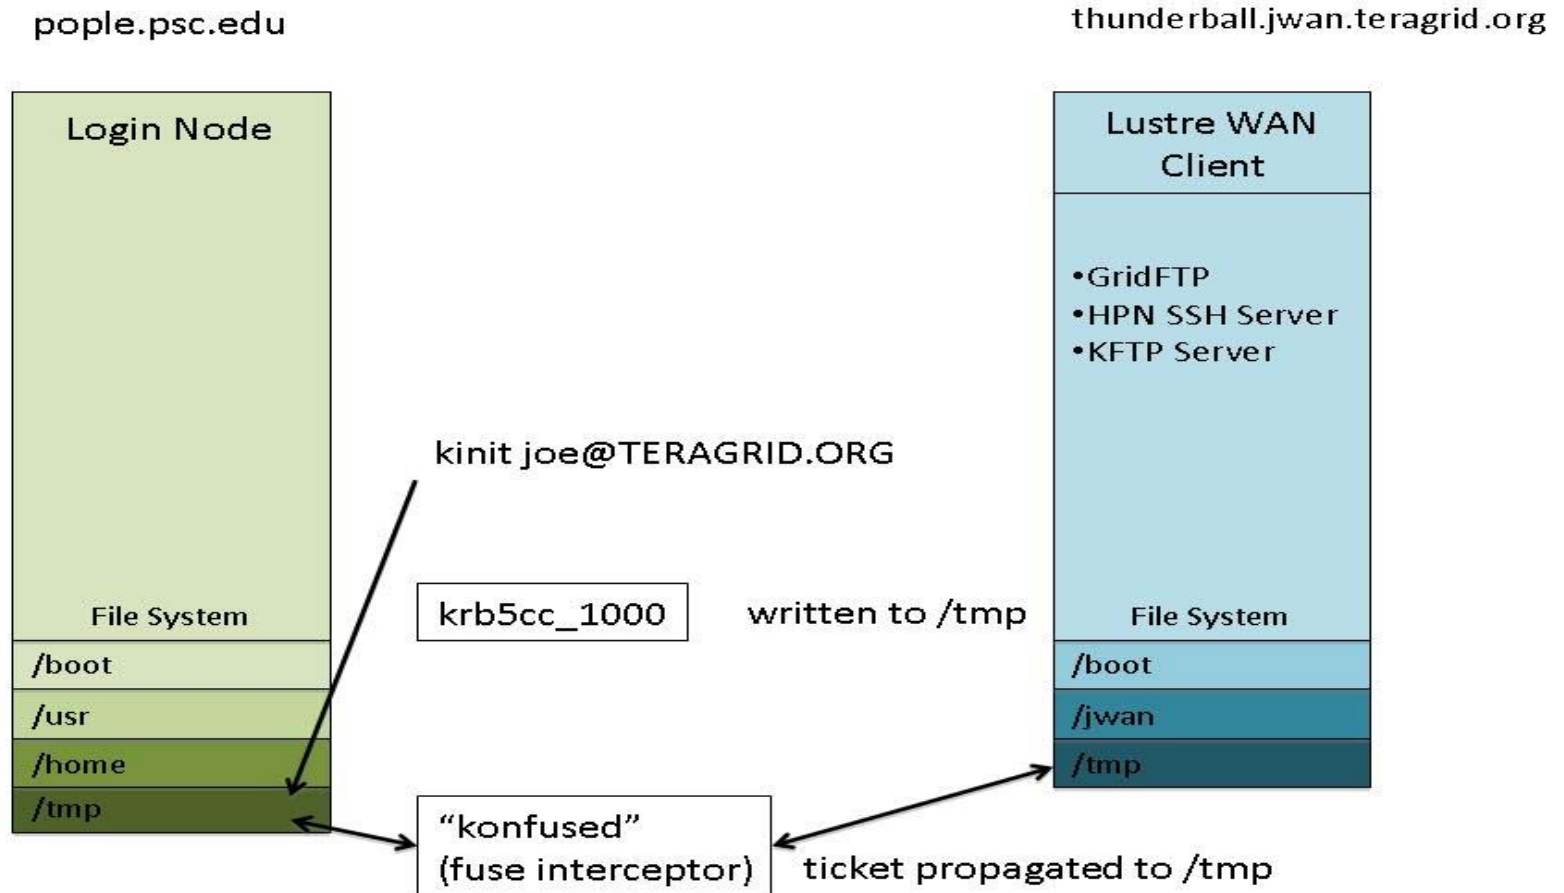 pople.psc.edu
thunderball.jwan.teragrid.org
Login Node
Lustre WAN
Client
•GridFTP
•HPN SSH Server
•KFTP Server
kinit joe@TERAGRID.ORG
krb5cc_1000
written to /tmp
File System
/boot
/usr
/home
/tmp
File System
/boot
/jwan
/tmp
“konfused”
(fuse interceptor)
ticket propagated to /tmp